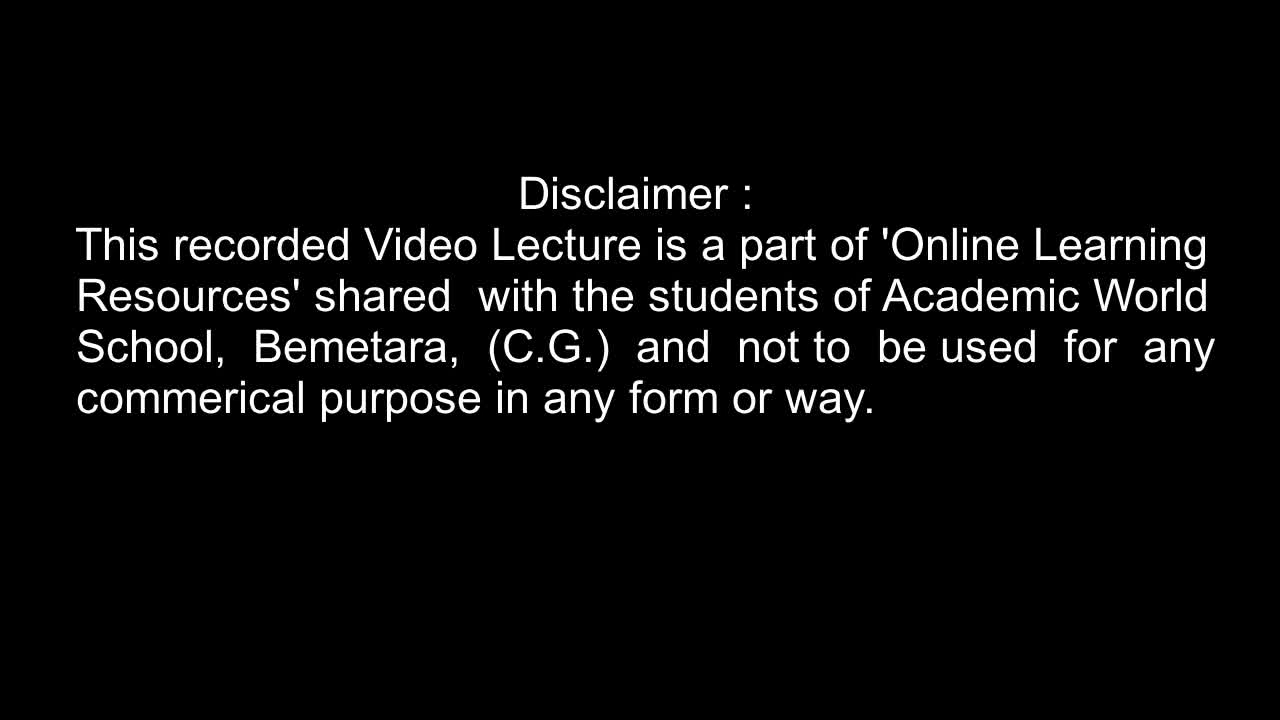 Disclaimer :
This recorded Video Lecture is a part of 'Online Learning
Resources' shared  with the students of Academic World
School,  Bemetara,  (C.G.)  and  not to  be used  for  any
commerical purpose in any form or way.